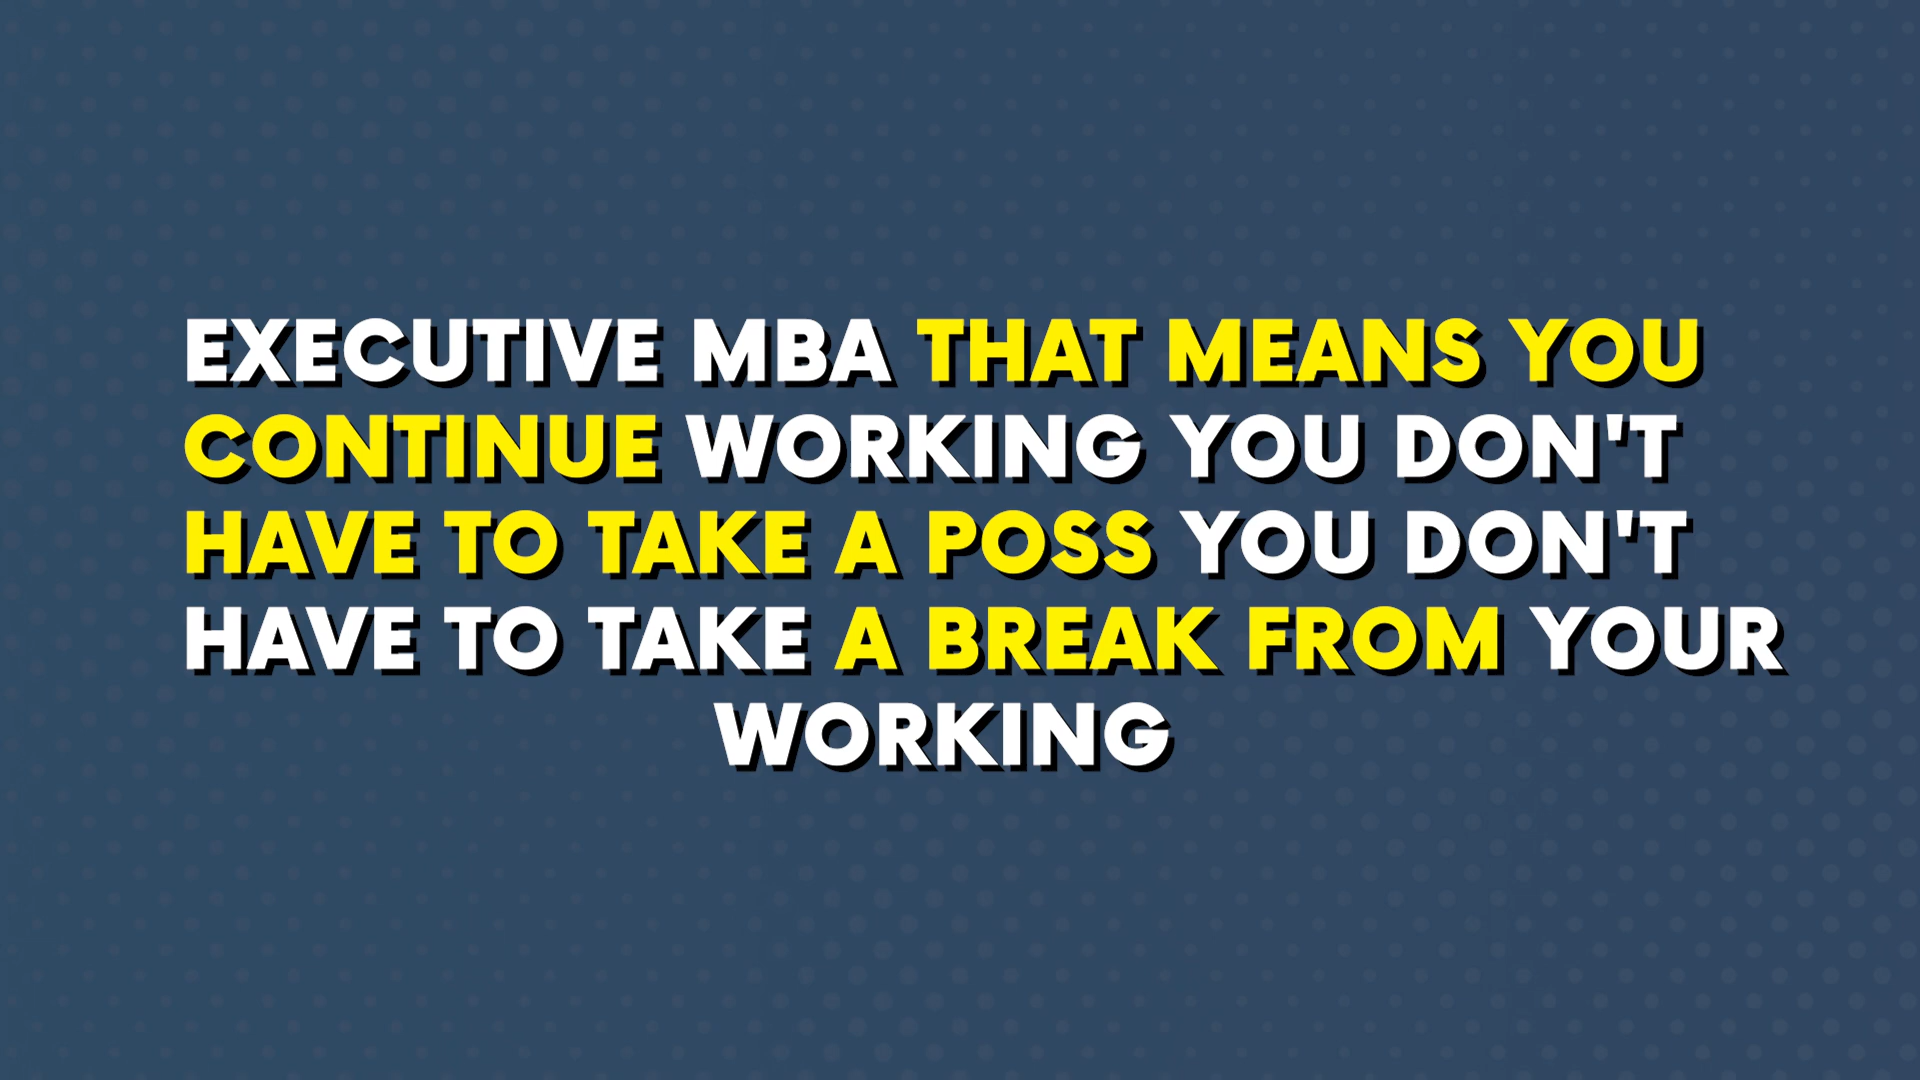 EXECUTIVE MBA THAT MEANS YOU
CONTINUE WORKING YOU DON'T
HAVE TO TAKE A POSS YOU DON'T
HAVE TO TAKE A BREAK FROM YOUR
WORKING